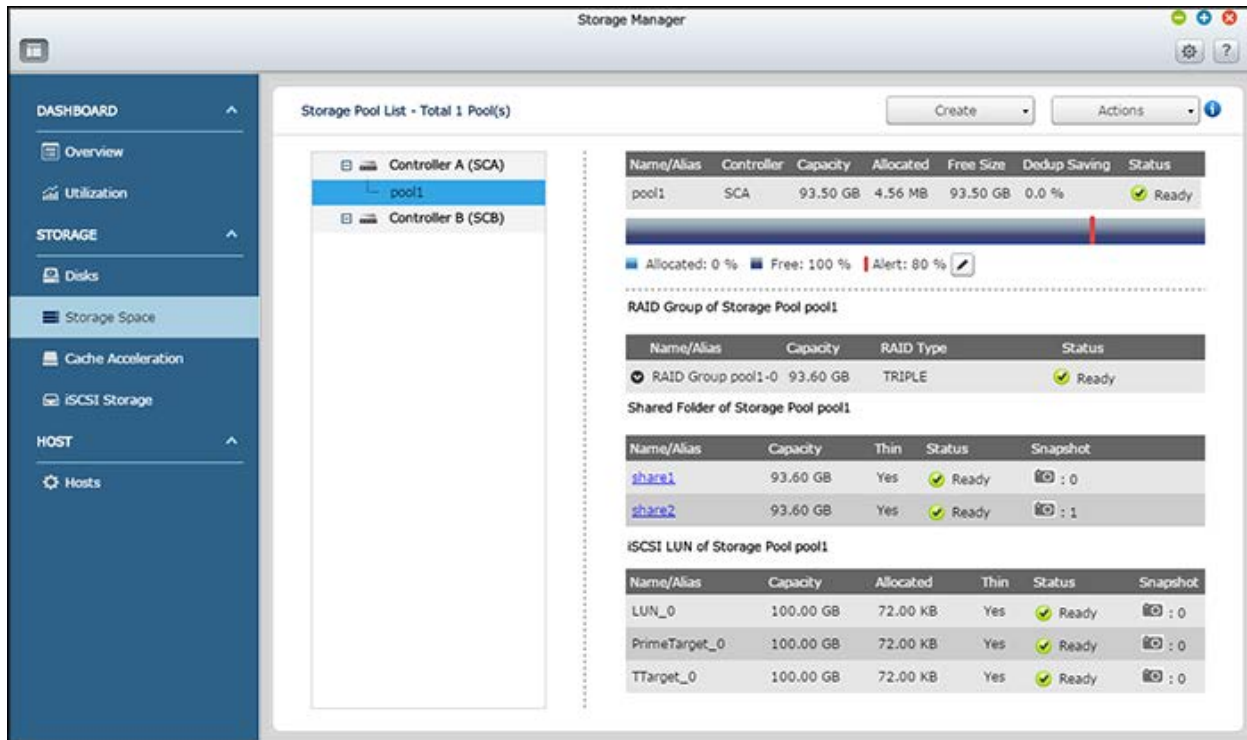 Storage Manager
?
DASHBOARD
Overview
Utilization
STORAGE
Disks
Storage Space
Cache Acceleration
iSCSI Storage
HOST
Hosts
Storage Pool List - Total 1 Pool(s)
Create
Actions
i
Controller A (SCA)
pool1
Controller B (SCB)
Name/Alias Controller Capacity Allocated Free Size Dedup Saving Status
pool1 SCA 93.50 GB 4.56 MB 93.50 GB 0.0 % Ready
Allocated: 0 % Free: 100 % Alert: 80 %
RAID Group of Storage Pool pool1
Name/Alias Capacity RAID Type Status
RAID Group pool1-0 93.60 GB TRIPLE Ready
Shared Folder of Storage Pool pool1
Name/Alias Capacity Thin Status Snapshot
share1 93.60 GB Yes Ready : 0
share2 93.60 GB Yes Ready : 1
iSCSI LUN of Storage Pool pool1
Name/Alias Capacity Allocated Thin Status Snapshot
LUN_0 100.00 GB 72.00 KB Yes Ready : 0
PrimeTarget_0 100.00 GB 72.00 KB Yes Ready : 0
TTarget_0 100.00 GB 72.00 KB Yes Ready : 0